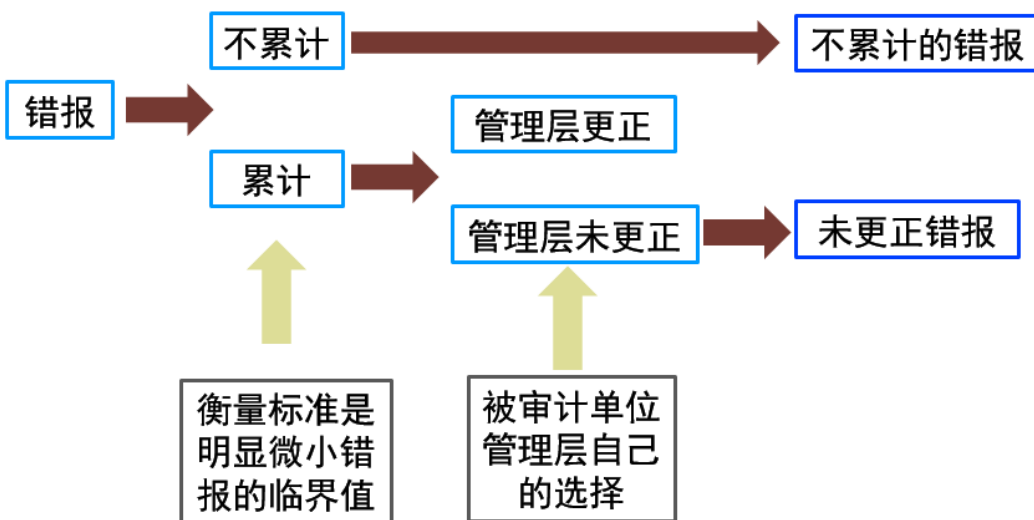 不累计
不累计的错报
错报
管理层更正
累计
管理层未更正
未更正错报
衡量标准是
明显微小错
报的临界值
被审计单位
管理层自己
的选择